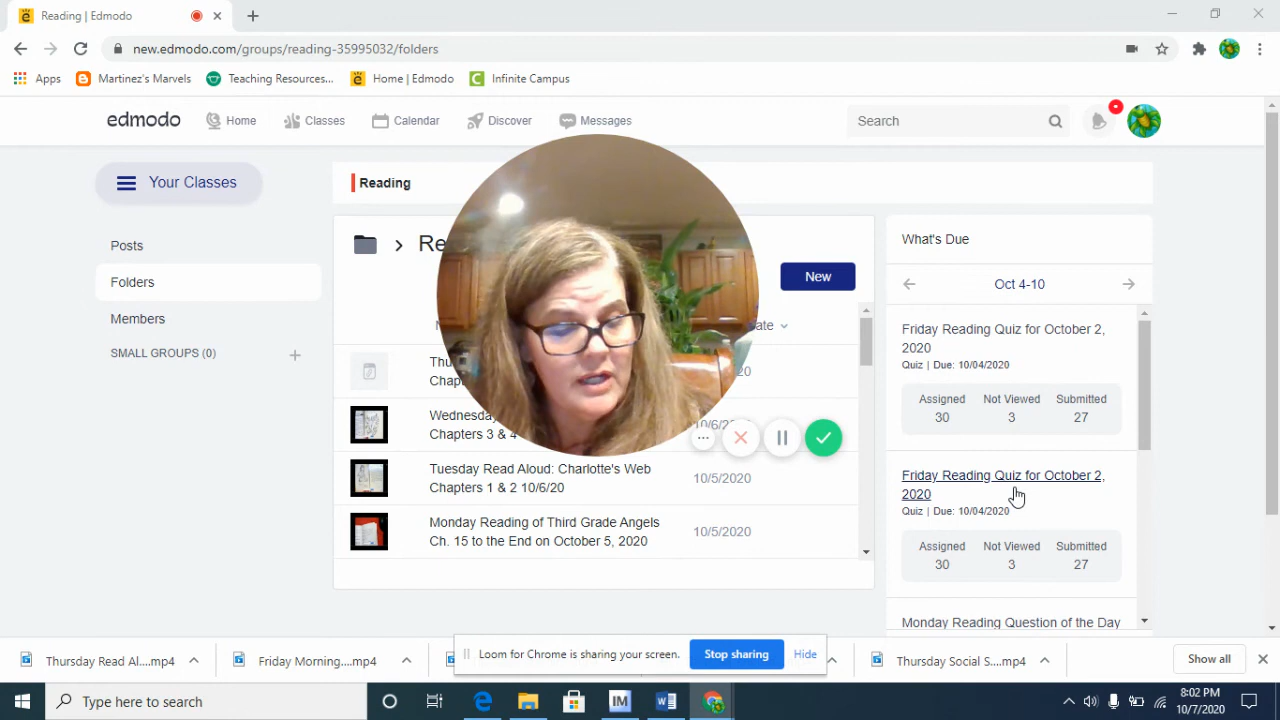 Reading | Edmodo
new.edmodo.com/groups/reading-35995032/folders
Apps Martinez's Marvels Teaching Resources... Home | Edmodo Infinite Campus
edmodo Home Classes Calendar Discover Messages Search
Your Classes
Reading
Posts
Folders
Members
SMALL GROUPS (0)
New
Wednesday
Chapters 3 & 4
Tuesday Read Aloud: Charlotte's Web
Chapters 1 & 2 10/6/20
10/5/2020
Monday Reading of Third Grade Angels
Ch. 15 to the End on October 5, 2020
10/5/2020
What's Due
Oct 4-10
Friday Reading Quiz for October 2,
2020
Quiz | Due: 10/04/2020
Assigned Not Viewed Submitted
30 3 27
Friday Reading Quiz for October 2,
2020
Quiz | Due: 10/04/2020
Assigned Not Viewed Submitted
30 3 27
Monday Reading Question of the Day
Loom for Chrome is sharing your screen. Stop sharing Hide
Thursday Read Al....mp4 Friday Morning....mp4 Thursday Social S....mp4 Show all
Type here to search
IM
8:02 PM
10/7/2020